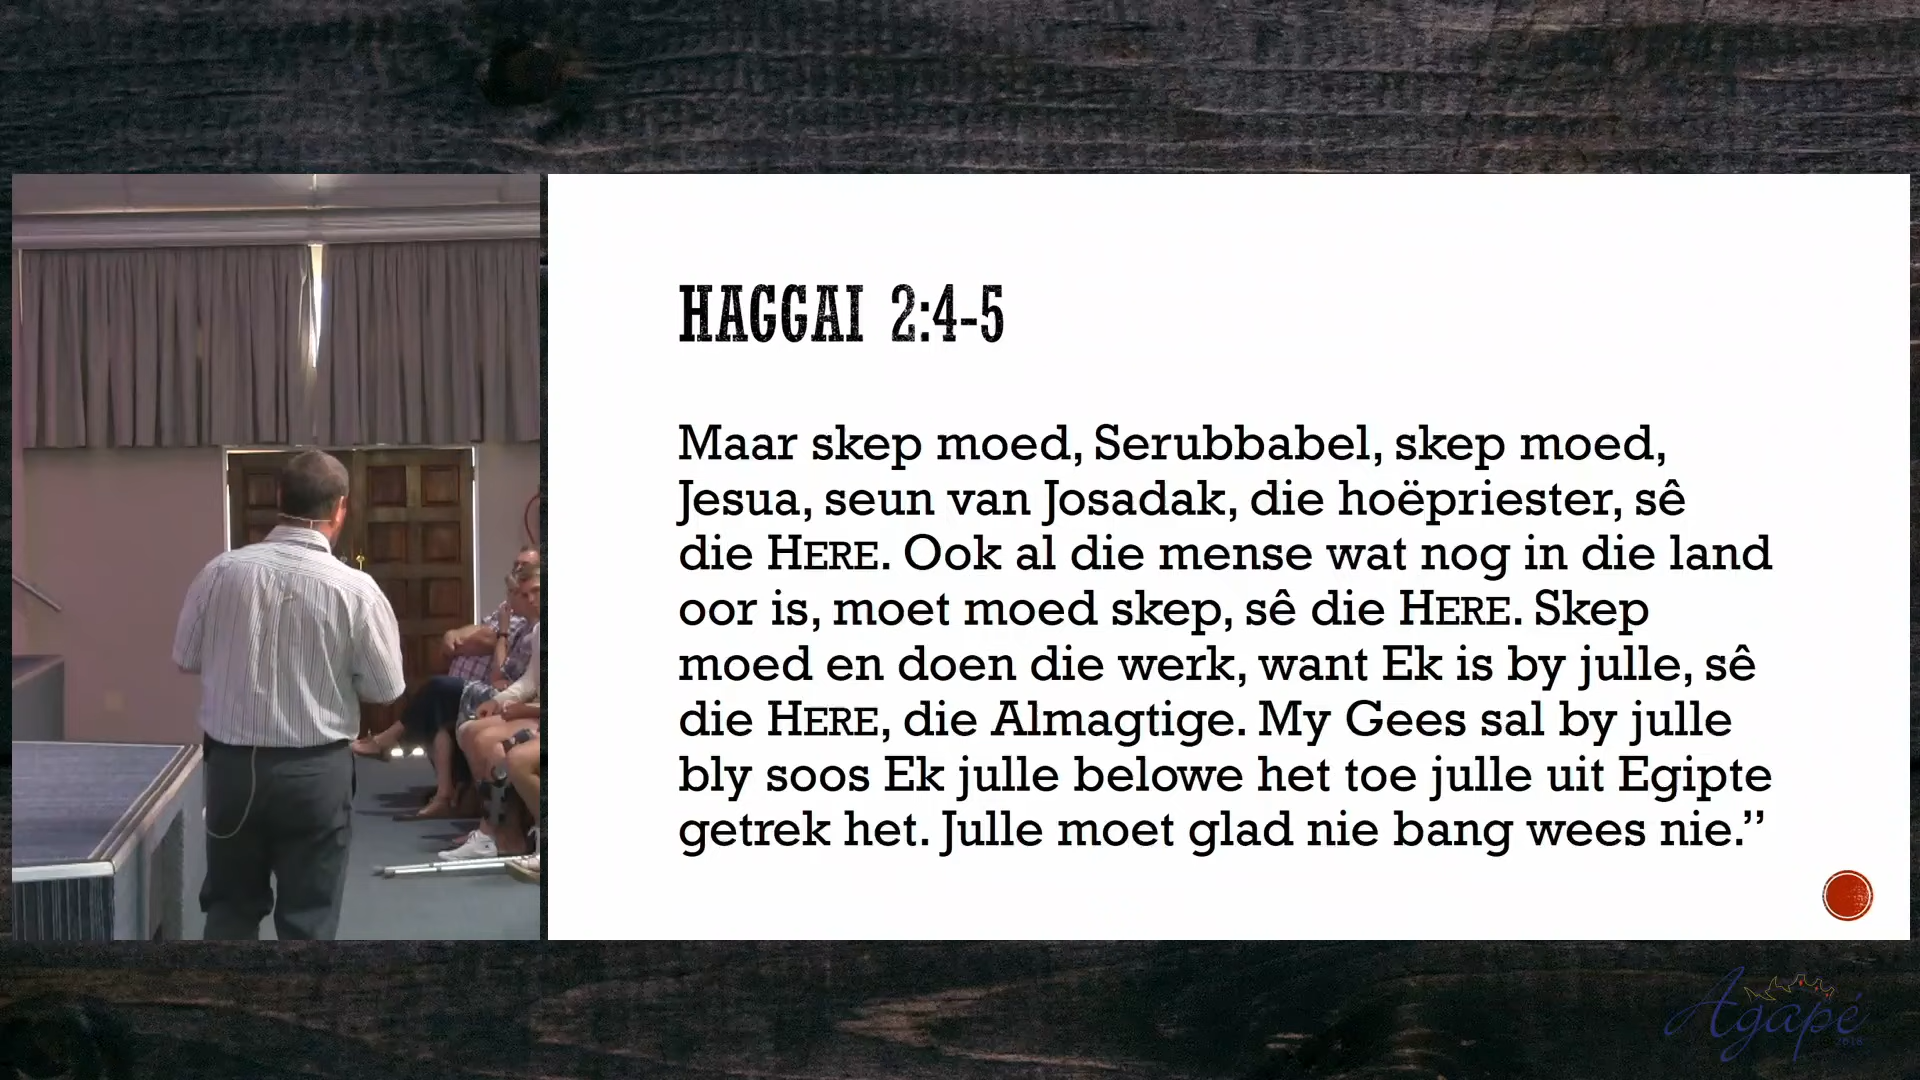 HAGGAI 2:4-5
Maar skep moed, Serubbabel, skep moed,
Jesua, seun van Josadak, die hoëpriester, sê
die HERE. Ook al die mense wat nog in die land
oor is, moet moed skep, sê die HERE. Skep
moed en doen die werk, want Ek is by julle, sê
die HERE, die Almagtige. My Gees sal by julle
bly soos Ek julle belowe het toe julle uit Egipte
getrek het. Julle moet glad nie bang wees nie.”
Agapé
2018